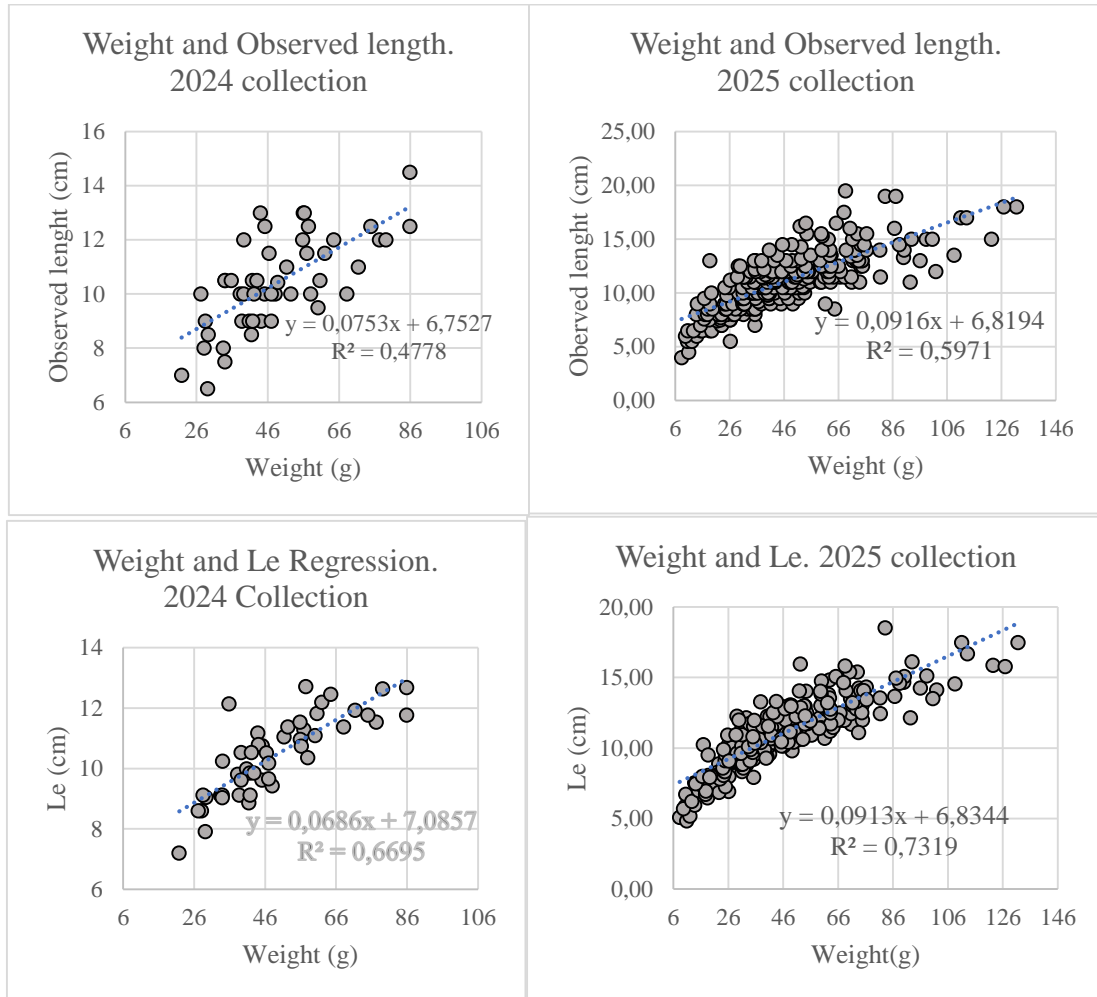 Weight and Observed length.
2024 collection
16
14
12
10
8
6
6 26 46 66 86 106
Observed lenght (cm)
Weight (g)
y = 0,0753x + 6,7527
R² = 0,4778
Weight and Observed length.
2025 collection
25,00
20,00
15,00
10,00
5,00
0,00
6 26 46 66 86 106 126 146
Oberved lenght (cm)
Weight (g)
y = 0,0916x + 6,8194
R² = 0,5971
Weight and Le Regression.
2024 Collection
14
12
10
8
6
6 26 46 66 86 106
Le (cm)
Weight (g)
y = 0,0686x + 7,0857
R² = 0,6695
Weight and Le. 2025 collection
20,00
15,00
10,00
5,00
0,00
6 26 46 66 86 106 126 146
Le (cm)
Weight(g)
y = 0,0913x + 6,8344
R² = 0,7319